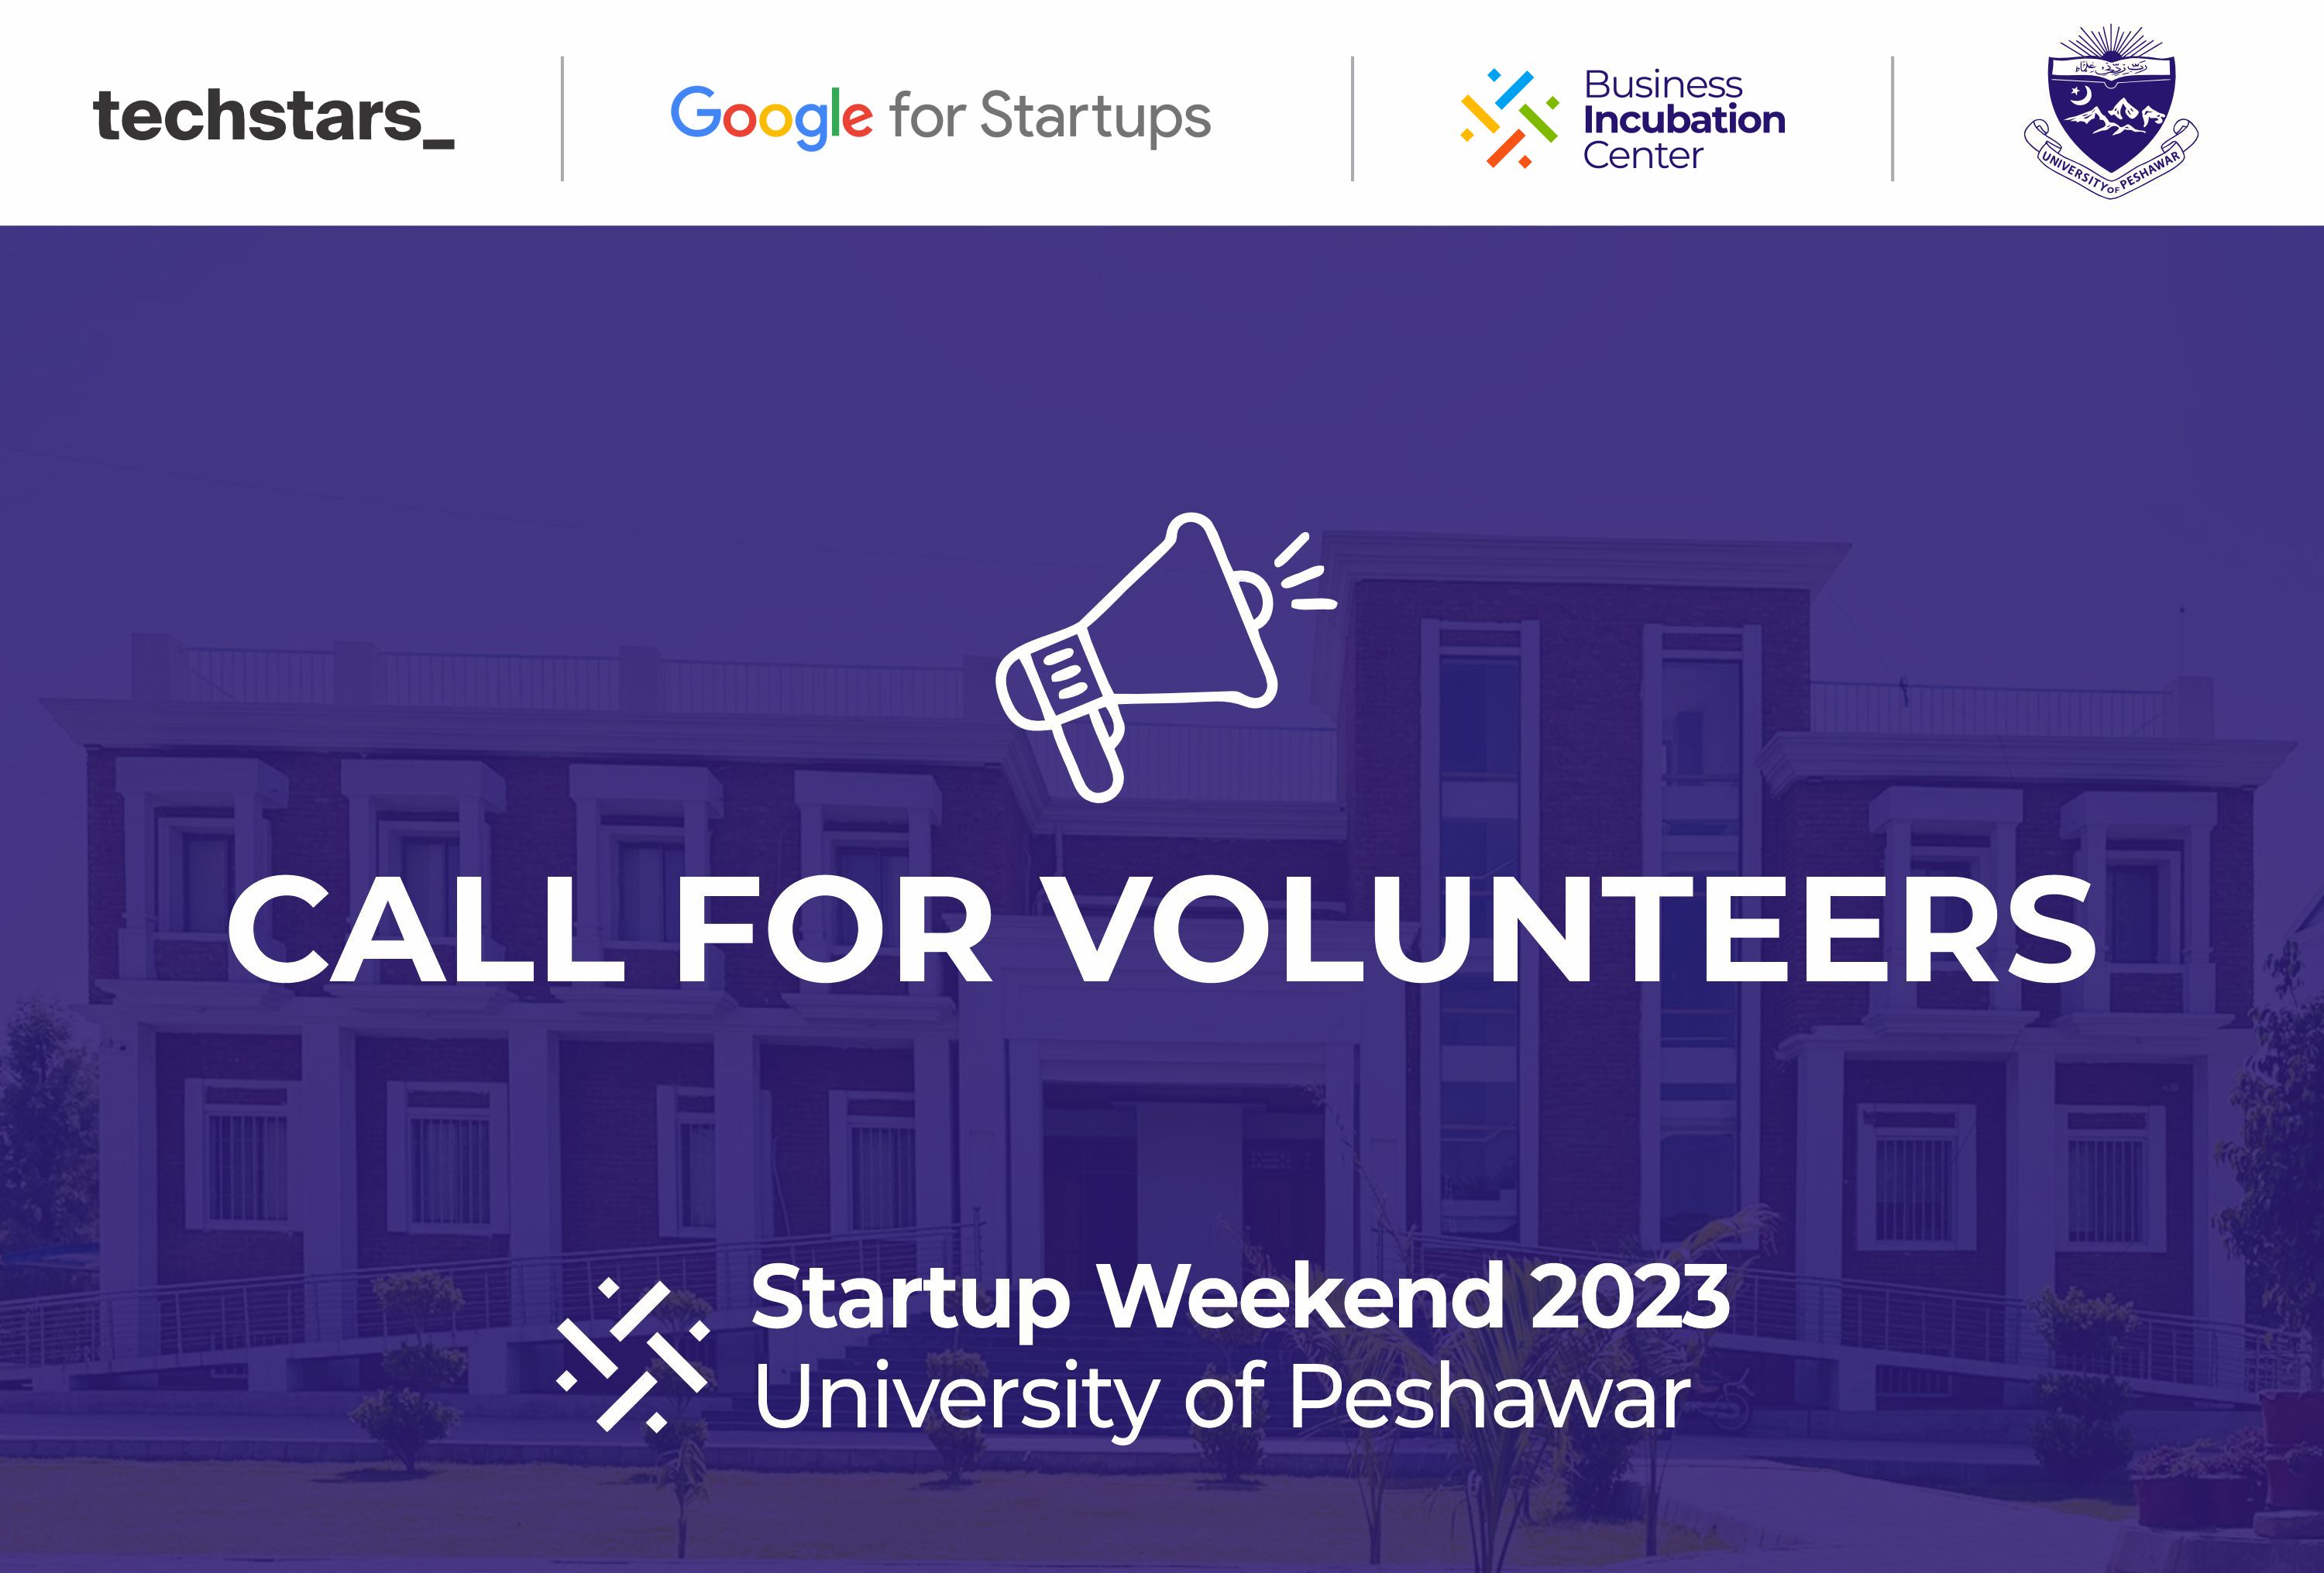 techstars_
Google for Startups
Business
Incubation
Center
UNIVERSITY OF PESHAWAR
CALL FOR VOLUNTEERS
Startup Weekend 2023
University of Peshawar